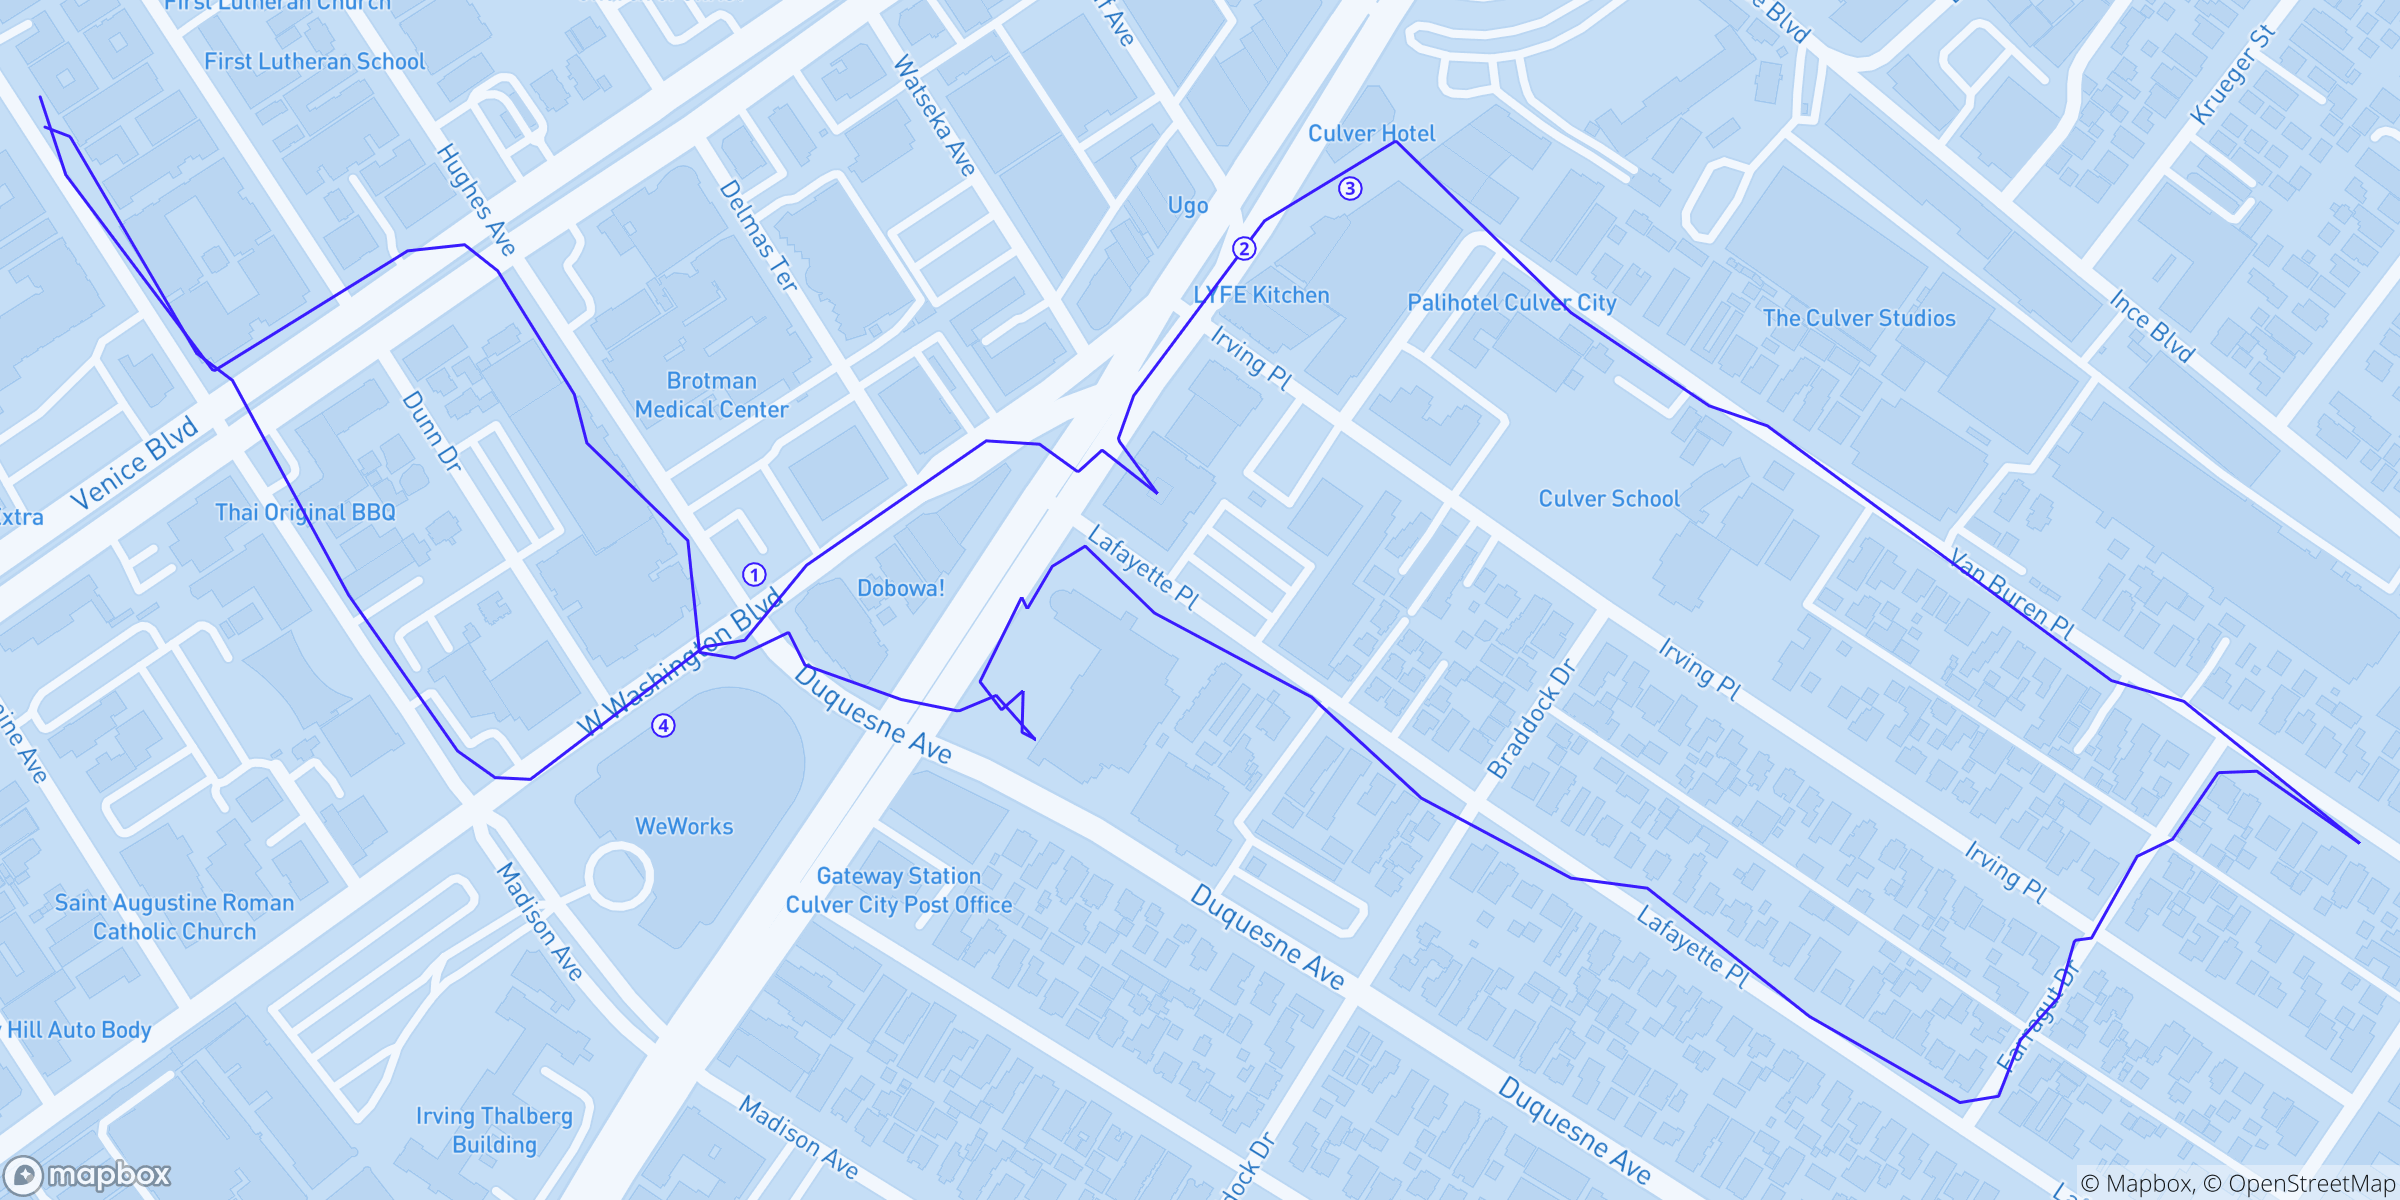 First Lutheran Church
First Lutheran School
Watseka Ave
Ave
Blvd
Krueger St
Culver Hotel
3
Hughes Ave
Delmas Ter
Ugo
2
LYFE Kitchen
Palihotel Culver City
The Culver Studios
Ince Blvd
Irving Pl
Brotman
Medical Center
Dunn Dr
Venice Blvd
Extra
Thai Original BBQ
Culver School
Lafayette Pl
1
Dobowa!
Van Buren Pl
W Washington Blvd
Irving Pl
Duquesne Ave
4
Braddock Dr
Ave
WeWorks
Gateway Station
Culver City Post Office
Irving Pl
Duquesne Ave
Lafayette Pl
Saint Augustine Roman
Catholic Church
Madison Ave
Farragut Dr
Hill Auto Body
Irving Thalberg
Building
Madison Ave
Duquesne Ave
Dr
mapbox
© Mapbox, © OpenStreetMap